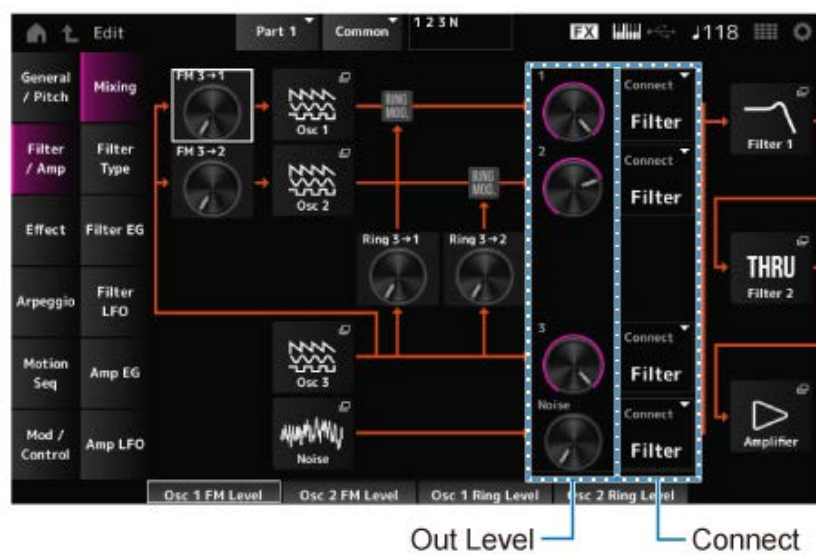 Edit
Part 1
Common
1 2 3 N
FX
♩118
General / Pitch
Mixing
Filter / Amp
Filter Type
Effect
Filter EG
Arpeggio
Filter LFO
Motion Seq
Amp EG
Mod / Control
Amp LFO
FM 3→1
Osc 1
RING MOD.
1
Connect
Filter
Filter 1
FM 3→2
Osc 2
RING MOD.
2
Connect
Filter
Ring 3→1
Ring 3→2
THRU
Filter 2
Osc 3
3
Connect
Filter
Noise
Noise
Connect
Filter
Amplifier
Osc 1 FM Level
Osc 2 FM Level
Osc 1 Ring Level
Osc 2 Ring Level
Out Level
Connect